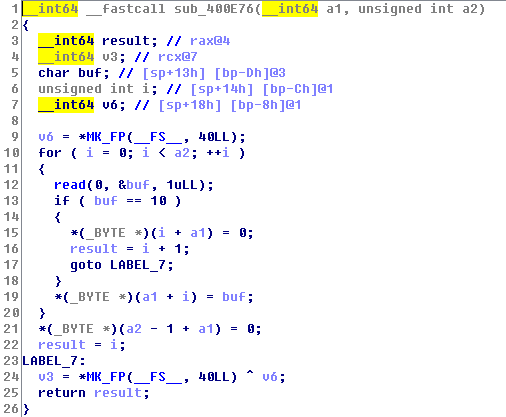 1 __int64 __fastcall sub_400E76(__int64 a1, unsigned int a2)
2 {
3   __int64 result; // rax@4
4   __int64 v3; // rcx@7
5   char buf; // [sp+13h] [bp-Dh]@3
6   unsigned int i; // [sp+14h] [bp-Ch]@1
7   __int64 v6; // [sp+18h] [bp-8h]@1
8
9   v6 = *MK_FP(__FS__, 40LL);
10   for ( i = 0; i < a2; ++i )
11   {
12     read(0, &buf, 1uLL);
13     if ( buf == 10 )
14     {
15       *(_BYTE *)(i + a1) = 0;
16       result = i + 1;
17       goto LABEL_7;
18     }
19     *(_BYTE *)(a1 + i) = buf;
20   }
21   *(_BYTE *)(a2 - 1 + a1) = 0;
22   result = i;
23 LABEL_7:
24   v3 = *MK_FP(__FS__, 40LL) ^ v6;
25   return result;
26 }